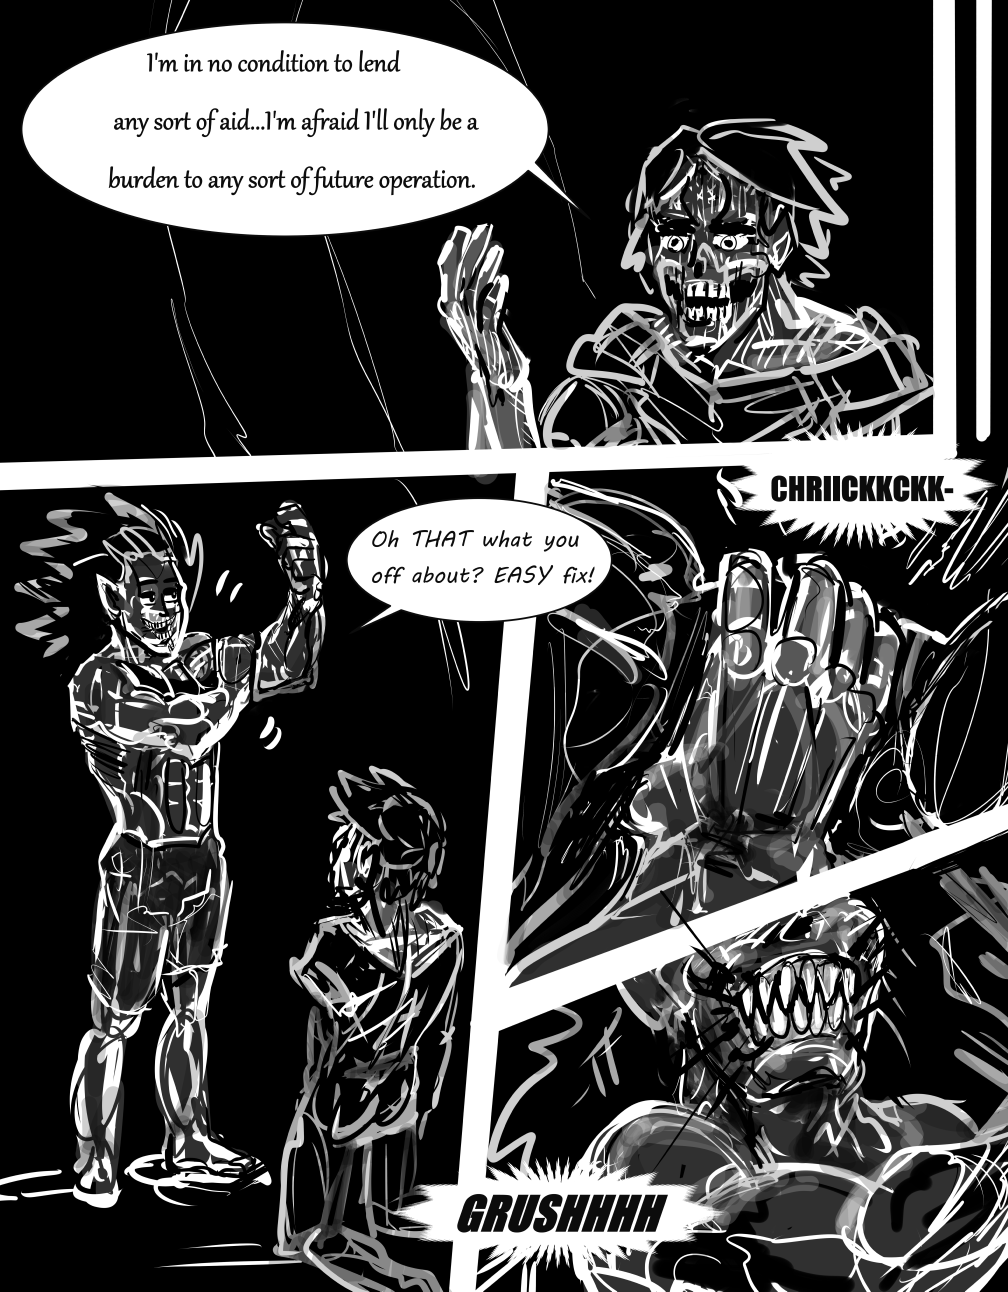 I'm in no condition to lend
any sort of aid...I'm afraid I'll only be a
burden to any sort of future operation.
Oh THAT what you
off about? EASY fix!
CHRIICKKCKK-
GRUSHHHH